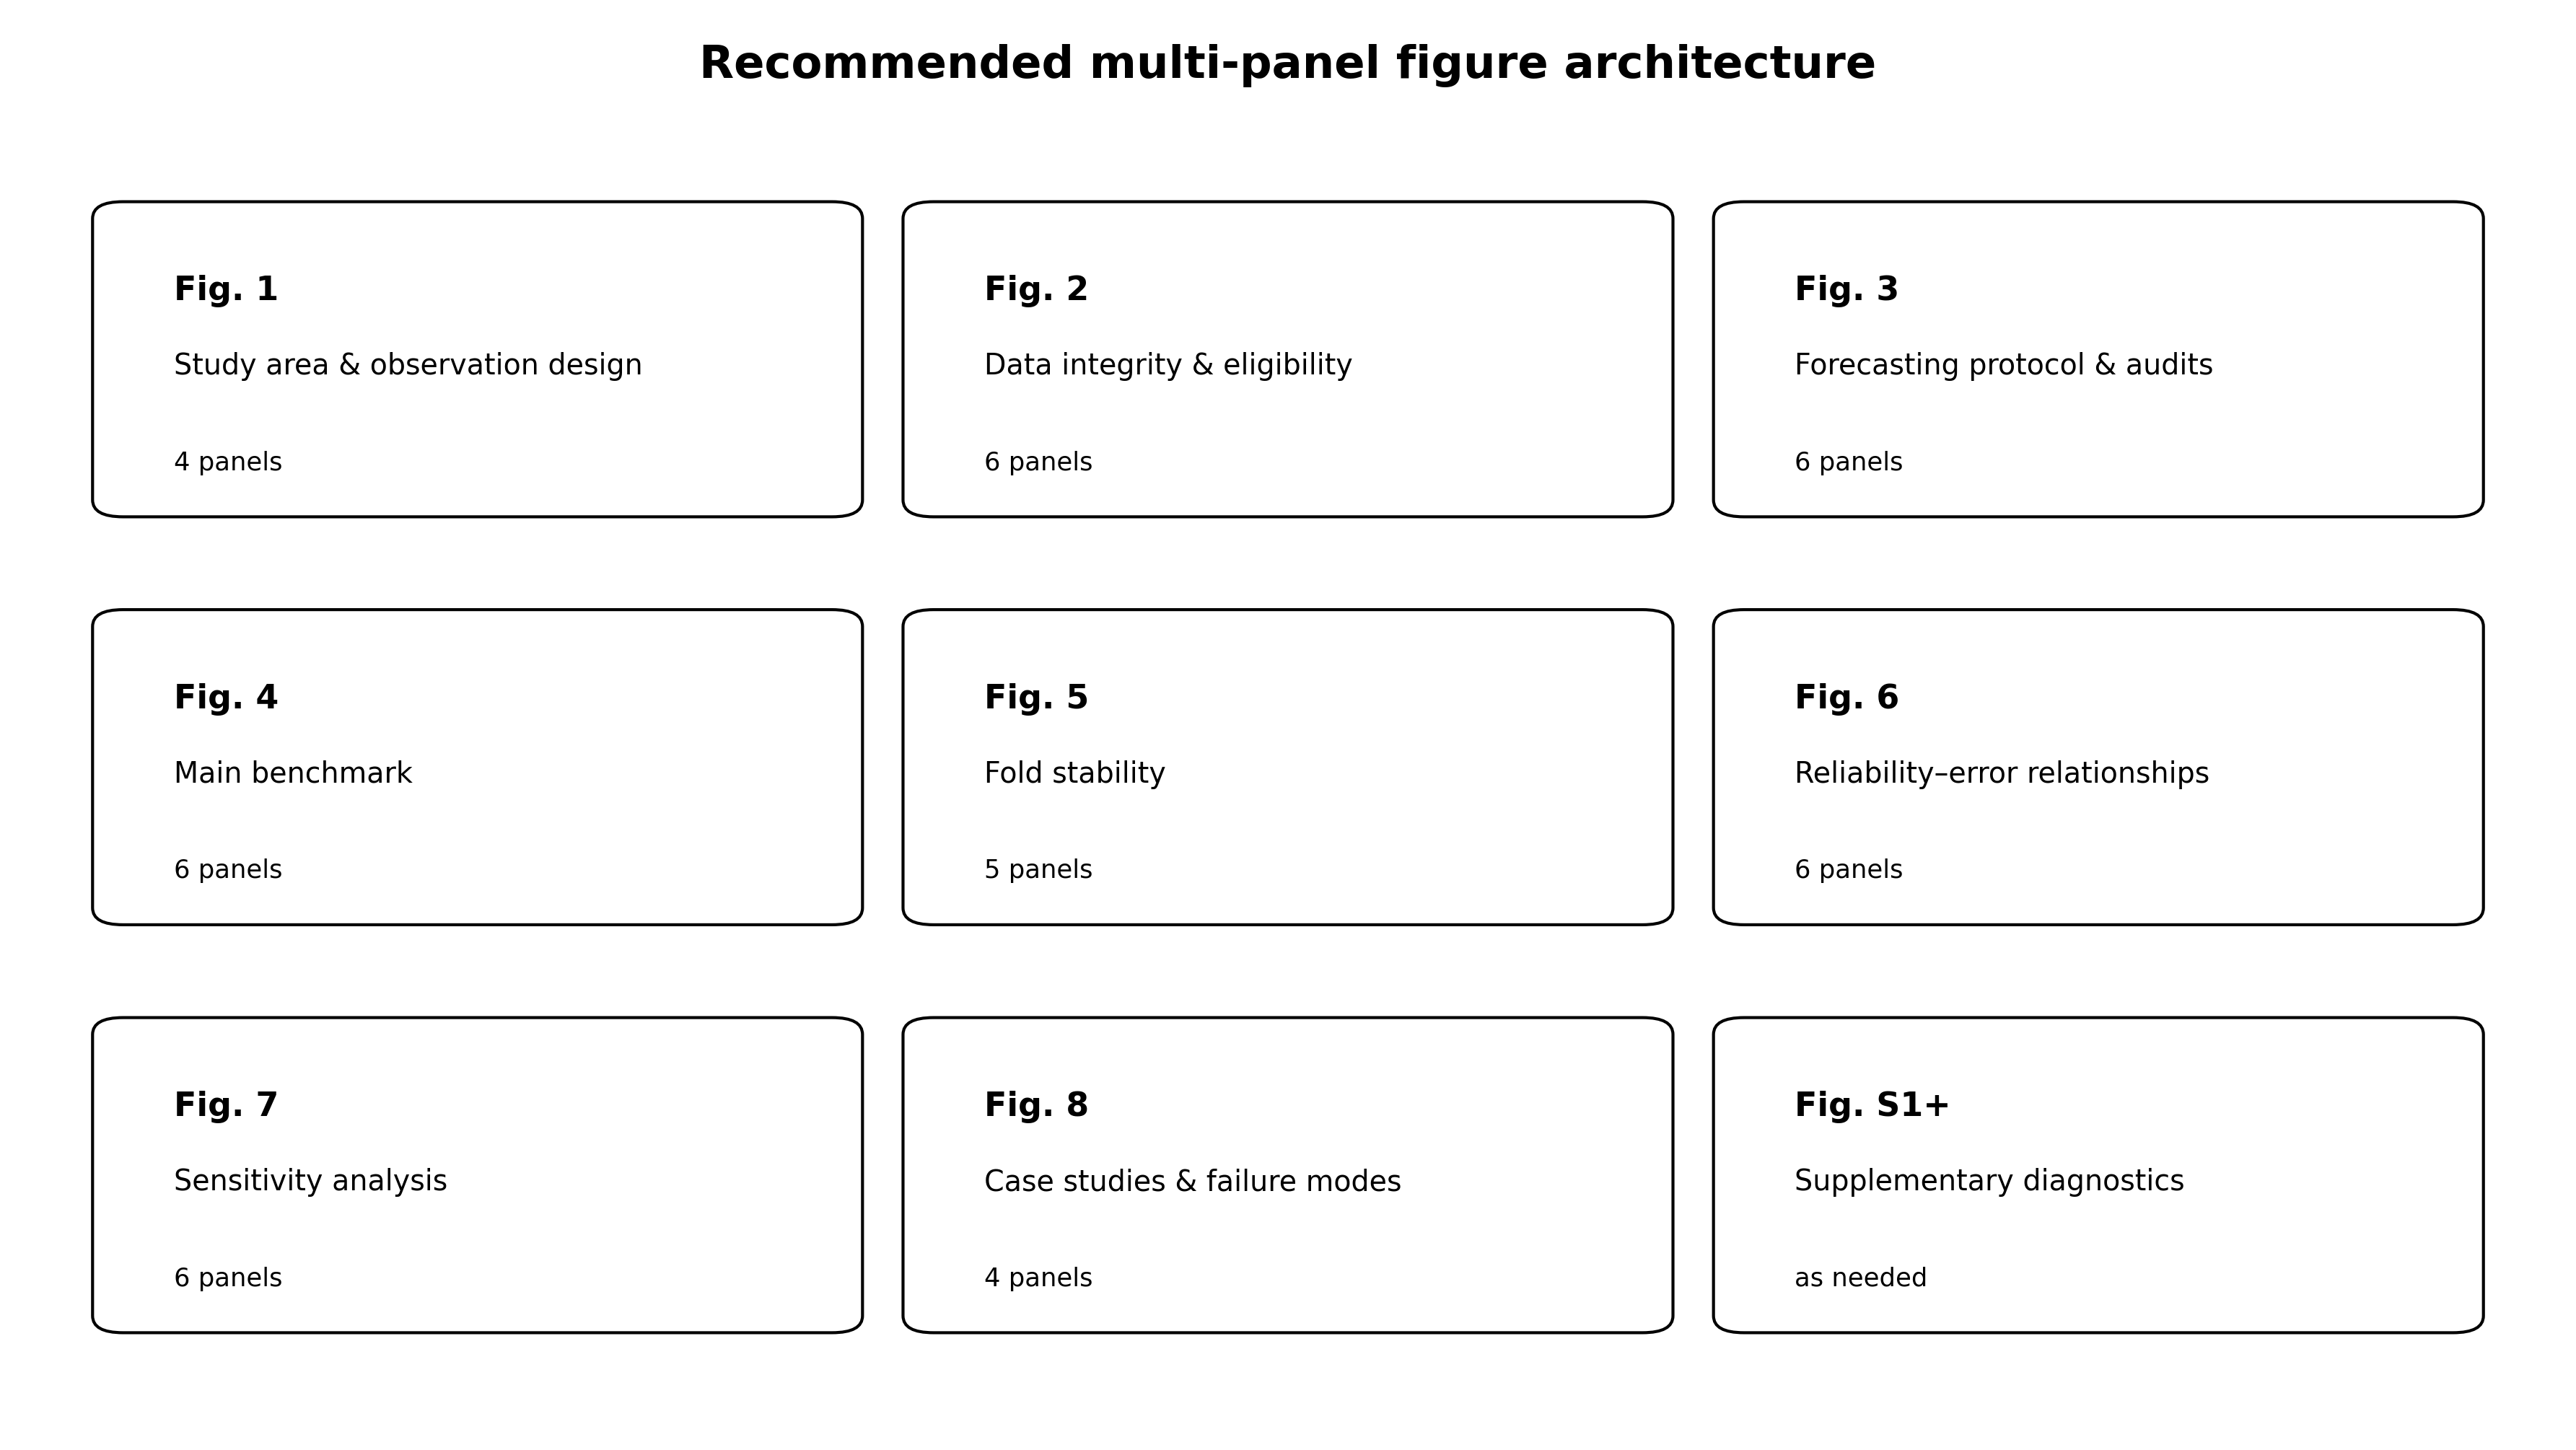 Recommended multi-panel figure architecture
Fig. 1
Study area & observation design
4 panels
Fig. 2
Data integrity & eligibility
6 panels
Fig. 3
Forecasting protocol & audits
6 panels
Fig. 4
Main benchmark
6 panels
Fig. 5
Fold stability
5 panels
Fig. 6
Reliability–error relationships
6 panels
Fig. 7
Sensitivity analysis
6 panels
Fig. 8
Case studies & failure modes
4 panels
Fig. S1+
Supplementary diagnostics
as needed